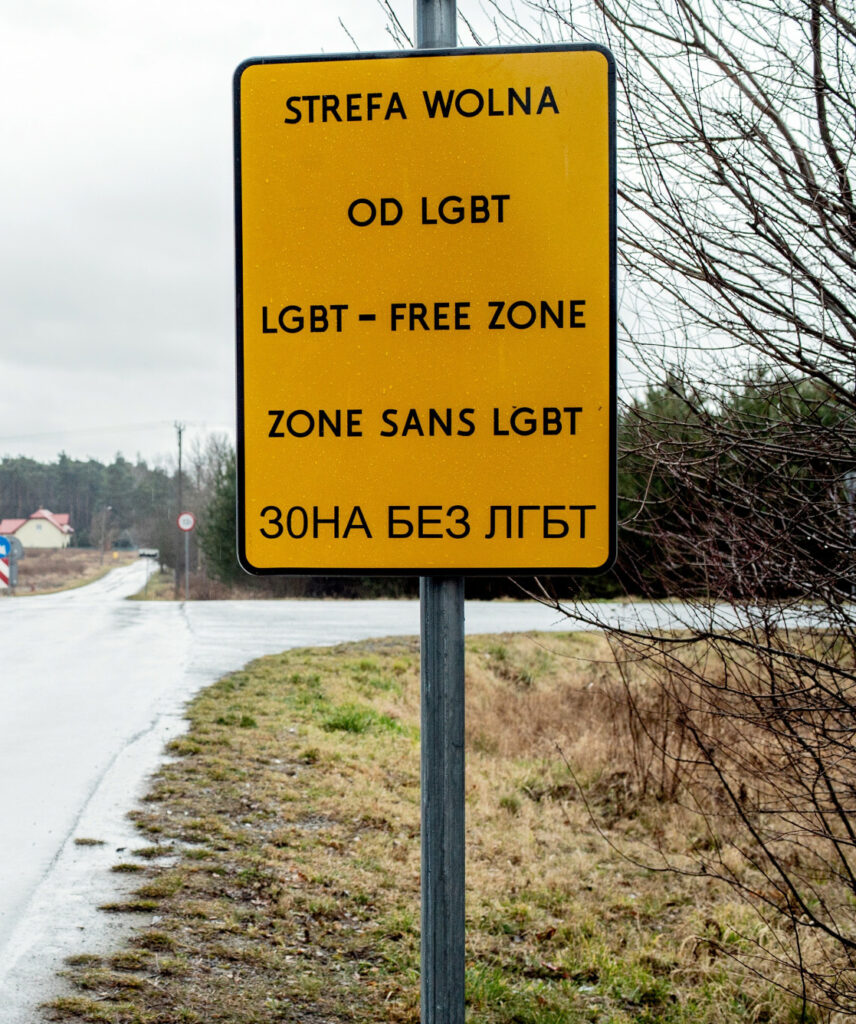 STREFA WOLNA
OD LGBT
LGBT - FREE ZONE
ZONE SANS LGBT
ЗОНА БЕЗ ЛГБТ